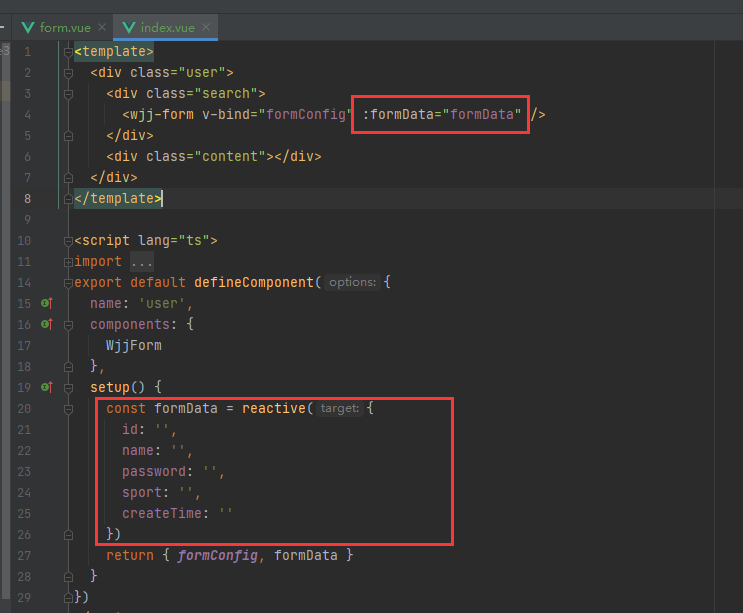 form.vue × index.vue ×
1 <template>
2 <div class="user">
3 <div class="search">
4 <wjj-form v-bind="formConfig" :formData="formData" />
5 </div>
6 <div class="content"></div>
7 </div>
8 </template>
9
10 <script lang="ts">
11 import ...
14 export default defineComponent( options: {
15 name: 'user',
16 components: {
17 WjjForm
18 },
19 setup() {
20 const formData = reactive( target: {
21 id: '',
22 name: '',
23 password: '',
24 sport: '',
25 createTime: ''
26 })
27 return { formConfig, formData }
28 }
29 })